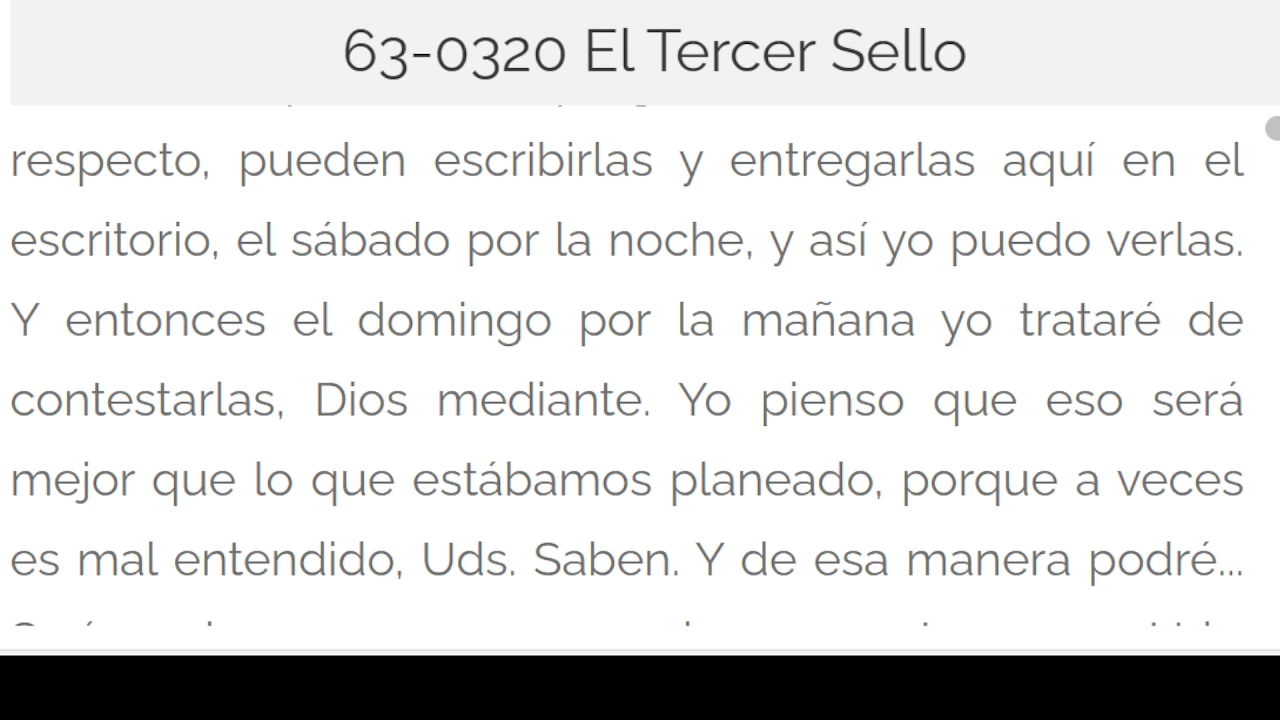 63-0320 El Tercer Sello
respecto, pueden escribirlas y entregarlas aquí en el
escritorio, el sábado por la noche, y así yo puedo verlas.
Y entonces el domingo por la mañana yo trataré de
contestarlas, Dios mediante. Yo pienso que eso será
mejor que lo que estábamos planeado, porque a veces
es mal entendido, Uds. Saben. Y de esa manera podré...